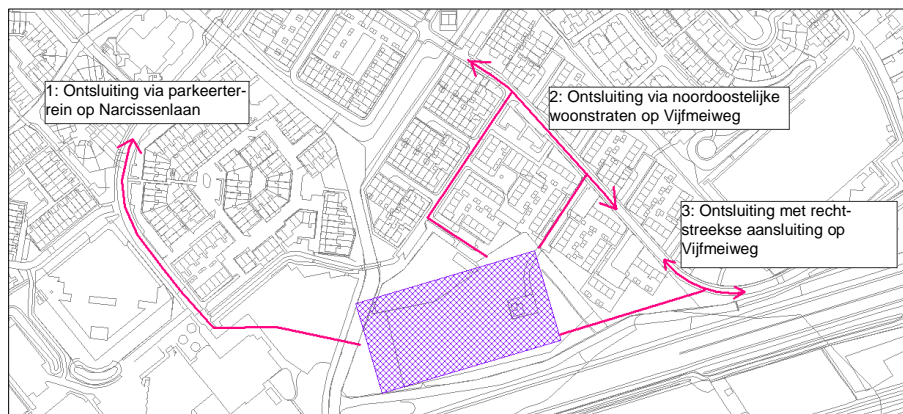 1: Ontsluiting via parkeerter-
rein op Narcissenlaan
2: Ontsluiting via noordoostelijke
woonstraten op Vijfmeiweg
3: Ontsluiting met recht-
streekse aansluiting op
Vijfmeiweg